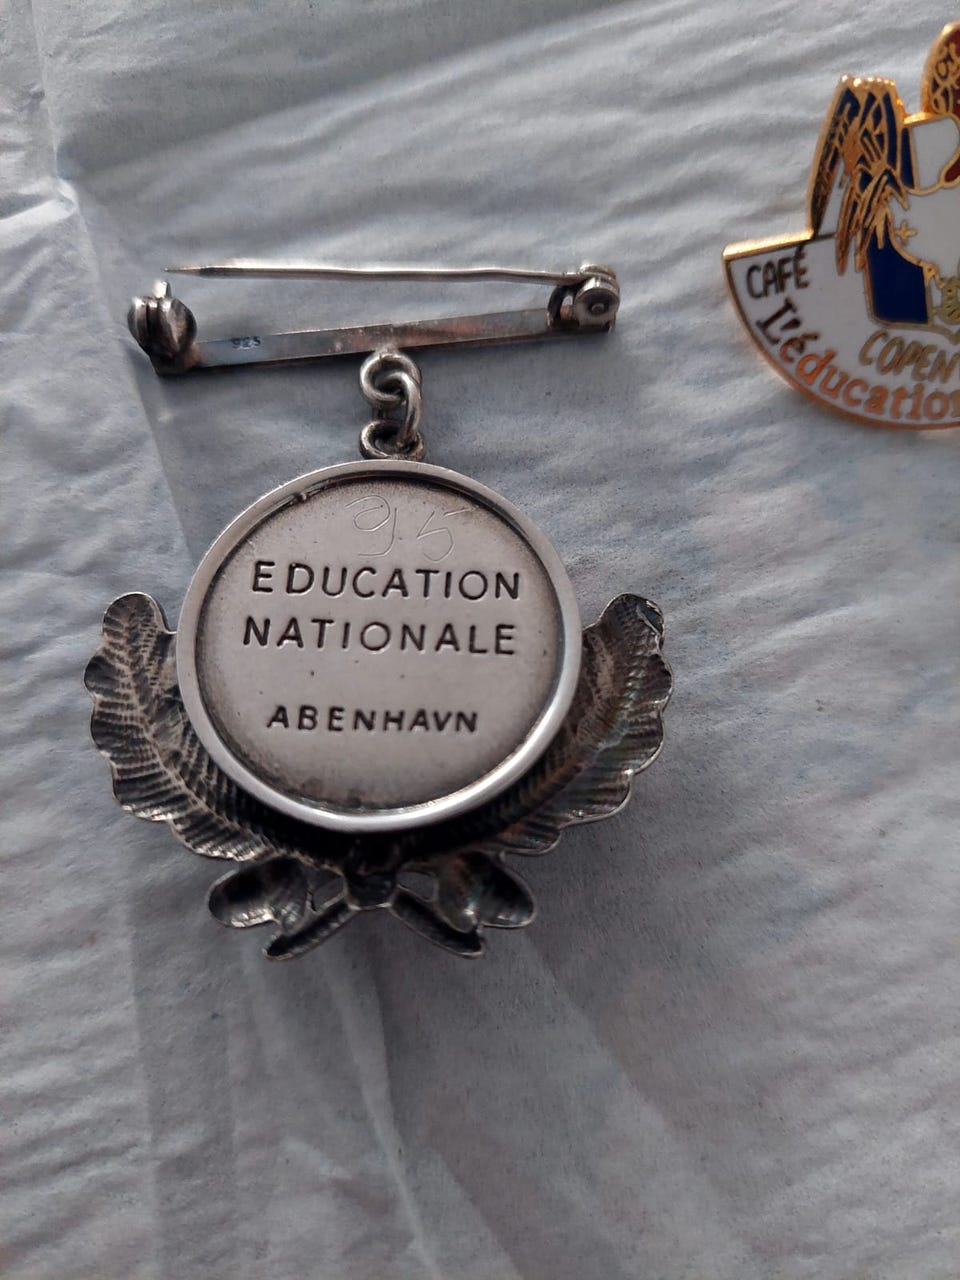 925
95
EDUCATION
NATIONALE
ABENHAVN
CAFÉ
L'éducation
COPEN